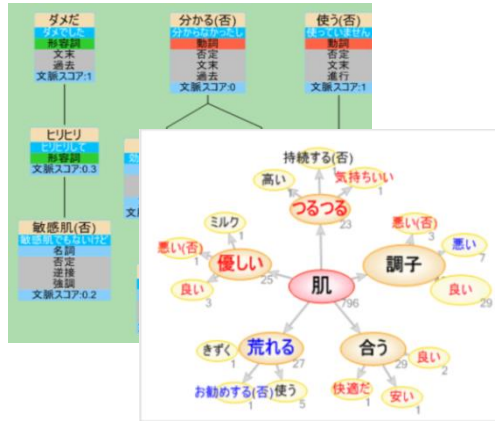 ダメだ
ダメでした
形容詞
文末
過去
文脈スコア:1
分かる(否)
分からなかったし
動詞
否定
文末
過去
文脈スコア:0
使う(否)
使っていません
動詞
否定
文末
進行
文脈スコア:1
ヒリヒリ
ヒリヒリして
形容詞
文脈スコア:0.3
敏感肌(否)
敏感肌でもないけど
名詞
否定
逆接
強調
文脈スコア:0.2
持続する(否)
1
高い
1
気持ちいい
1
つるつる
23
ミルク
1
悪い(否)
1
優しい
25
良い
3
悪い(否)
3
悪い
7
調子
良い
29
肌
796
きずく
1
荒れる
27
お勧めする(否)
1
使う
5
合う
29
良い
2
快適だ
1
安い
1